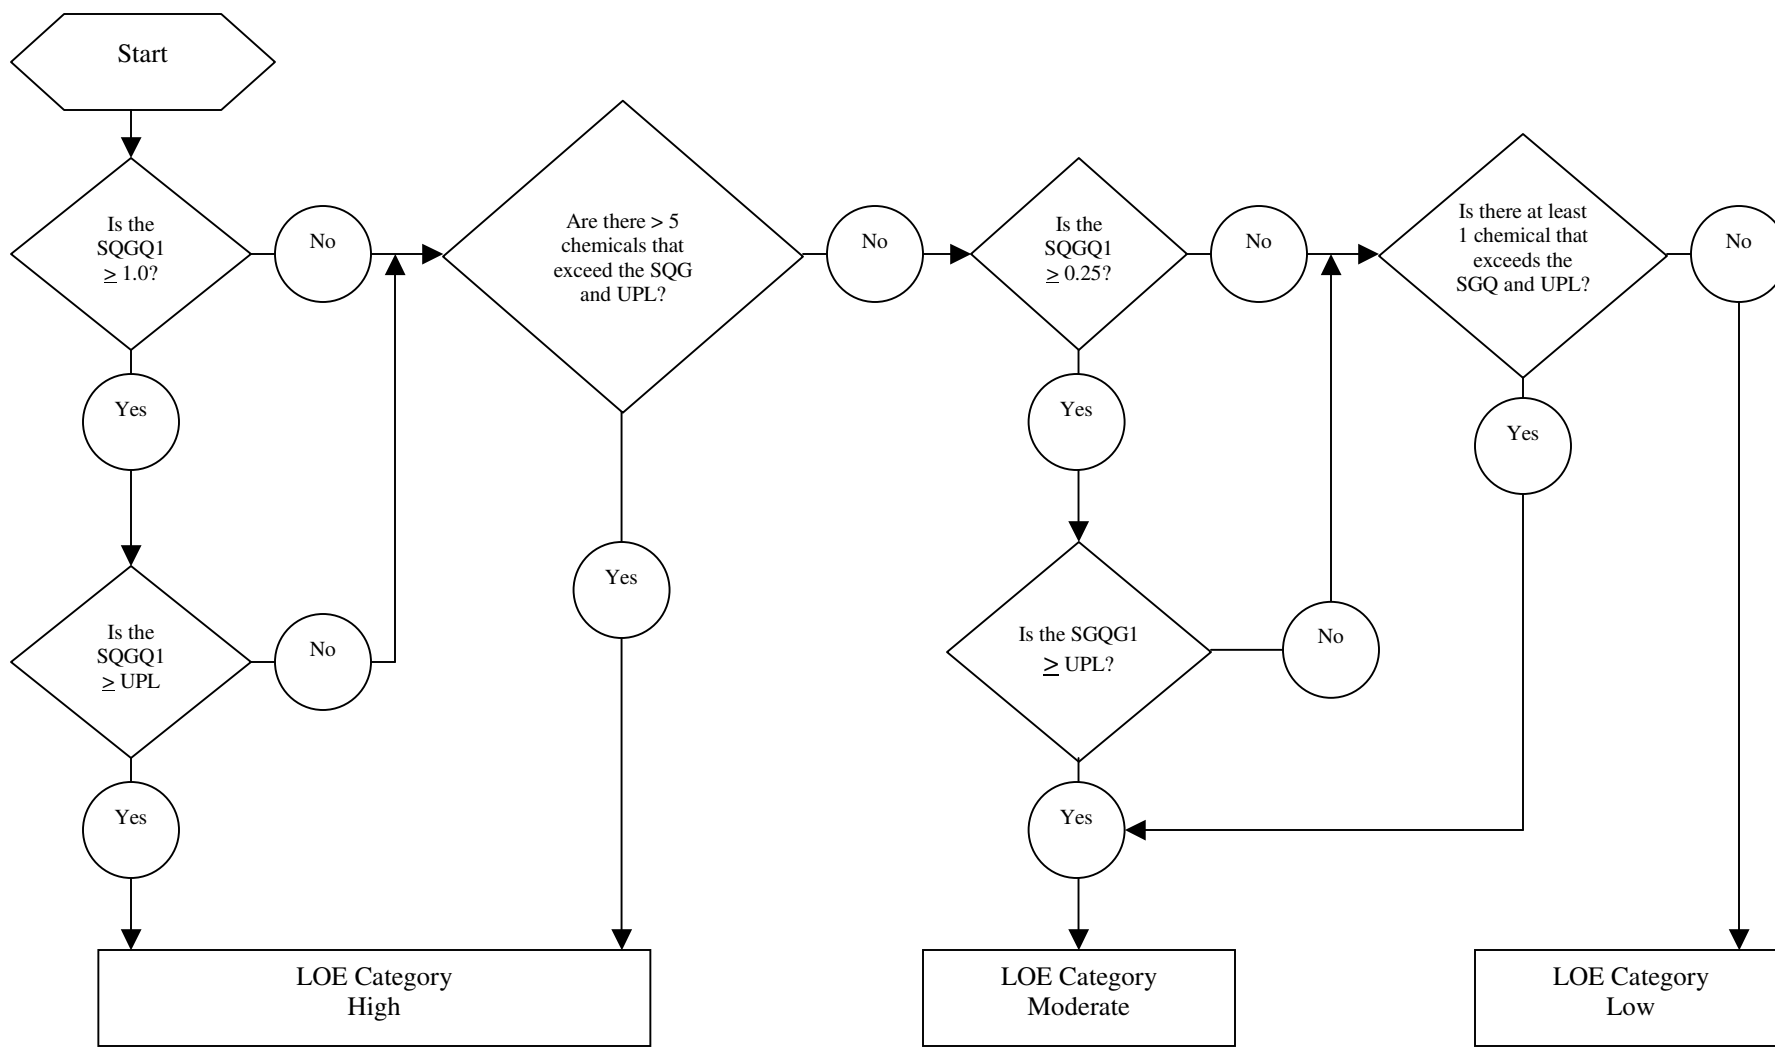 Start
Is the
SQGQ1
≥ 1.0?
No
Are there > 5
chemicals that
exceed the SQG
and UPL?
No
Is the
SQGQ1
≥ 0.25?
No
Is there at least
1 chemical that
exceeds the
SGQ and UPL?
No
Yes
Yes
Yes
Yes
Is the
SQGQ1
≥ UPL
No
Is the SGQG1
≥ UPL?
No
Yes
Yes
LOE Category
High
LOE Category
Moderate
LOE Category
Low